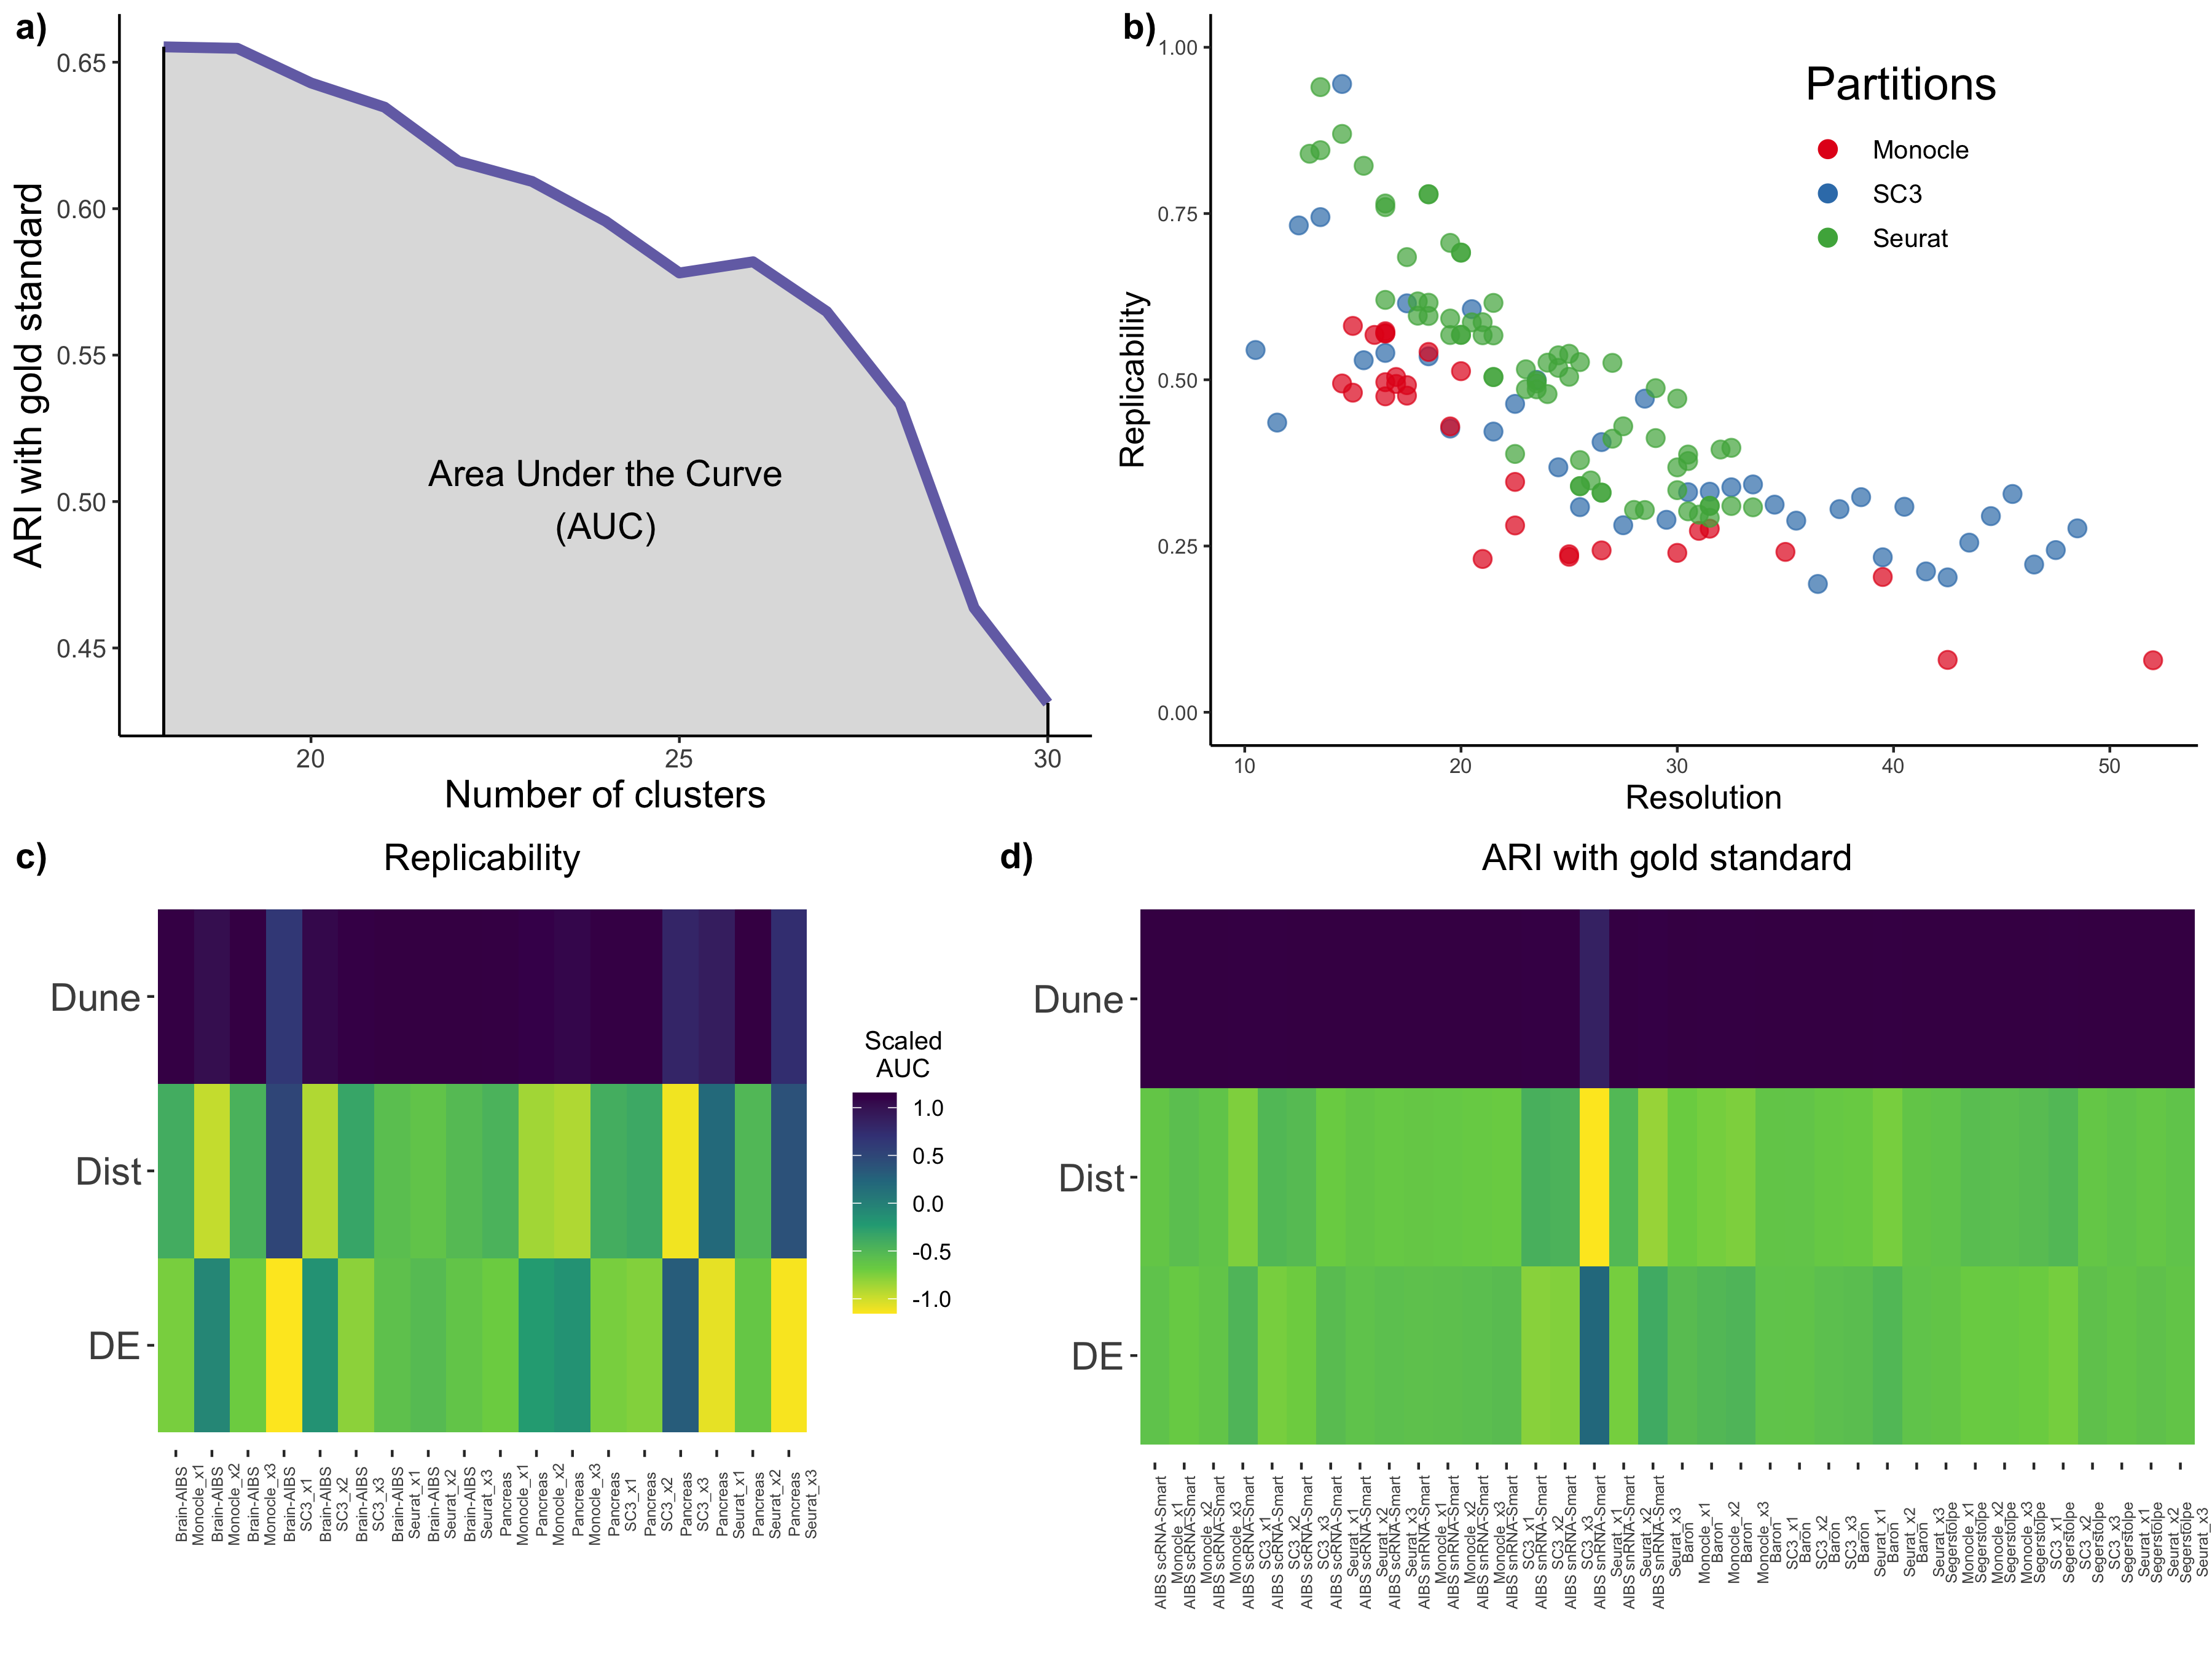 a)
0.65
0.60
0.55
0.50
0.45
ARI with gold standard
Area Under the Curve
(AUC)
20
25
30
Number of clusters
b)
1.00
0.75
0.50
0.25
0.00
Replicability
Partitions
Monocle
SC3
Seurat
10
20
30
40
50
Resolution
c)
Replicability
Dune
Dist
DE
Brain-AIBS
Monocle_x1
Brain-AIBS
Monocle_x2
Brain-AIBS
Monocle_x3
Brain-AIBS
SC3_x1
Brain-AIBS
SC3_x2
Brain-AIBS
SC3_x3
Brain-AIBS
Seurat_x1
Brain-AIBS
Seurat_x2
Brain-AIBS
Seurat_x3
Pancreas
Monocle_x1
Pancreas
Monocle_x2
Pancreas
Monocle_x3
Pancreas
SC3_x1
Pancreas
SC3_x2
Pancreas
SC3_x3
Pancreas
Seurat_x1
Pancreas
Seurat_x2
Pancreas
Seurat_x3
Scaled
AUC
1.0
0.5
0.0
-0.5
-1.0
d)
ARI with gold standard
Dune
Dist
DE
AIBS scRNA-Smart
Monocle_x1
AIBS scRNA-Smart
Monocle_x2
AIBS scRNA-Smart
Monocle_x3
AIBS scRNA-Smart
SC3_x1
AIBS scRNA-Smart
SC3_x2
AIBS scRNA-Smart
SC3_x3
AIBS scRNA-Smart
Seurat_x1
AIBS scRNA-Smart
Seurat_x2
AIBS scRNA-Smart
Seurat_x3
AIBS snRNA-Smart
Monocle_x1
AIBS snRNA-Smart
Monocle_x2
AIBS snRNA-Smart
Monocle_x3
AIBS snRNA-Smart
SC3_x1
AIBS snRNA-Smart
SC3_x2
AIBS snRNA-Smart
SC3_x3
AIBS snRNA-Smart
Seurat_x1
AIBS snRNA-Smart
Seurat_x2
AIBS snRNA-Smart
Seurat_x3
Baron
Monocle_x1
Baron
Monocle_x2
Baron
Monocle_x3
Baron
SC3_x1
Baron
SC3_x2
Baron
SC3_x3
Baron
Seurat_x1
Baron
Seurat_x2
Baron
Seurat_x3
Segerstolpe
Monocle_x1
Segerstolpe
Monocle_x2
Segerstolpe
Monocle_x3
Segerstolpe
SC3_x1
Segerstolpe
SC3_x2
Segerstolpe
SC3_x3
Segerstolpe
Seurat_x1
Segerstolpe
Seurat_x2
Segerstolpe
Seurat_x3